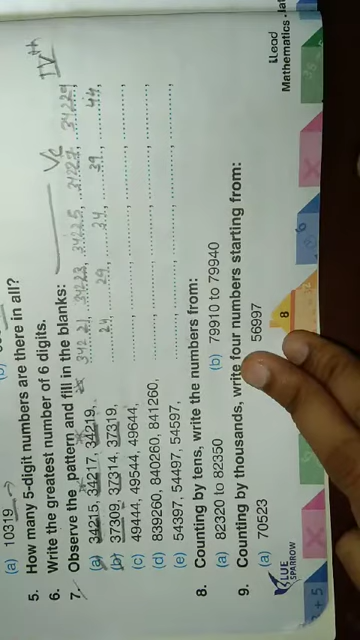 (a) 10319
5. How many 5-digit numbers are there in all?
6. Write the greatest number of 6 digits.
7. Observe the pattern and fill in the blanks: Vc IVth
(a) 34215, 34217, 34219, 34221, 34223, 34225, 34227, 34229,
(b) 37309, 37314, 37319, 24, 29, 34, 39, 44,
(c) 49444, 49544, 49644,
(d) 839260, 840260, 841260,
(e) 54397, 54497, 54597,
8. Counting by tens, write the numbers from:
(a) 82320 to 82350 (b) 79910 to 79940
9. Counting by thousands, write four numbers starting from:
(a) 70523 56997
BLUE SPARROW
8
iLead
Mathematics